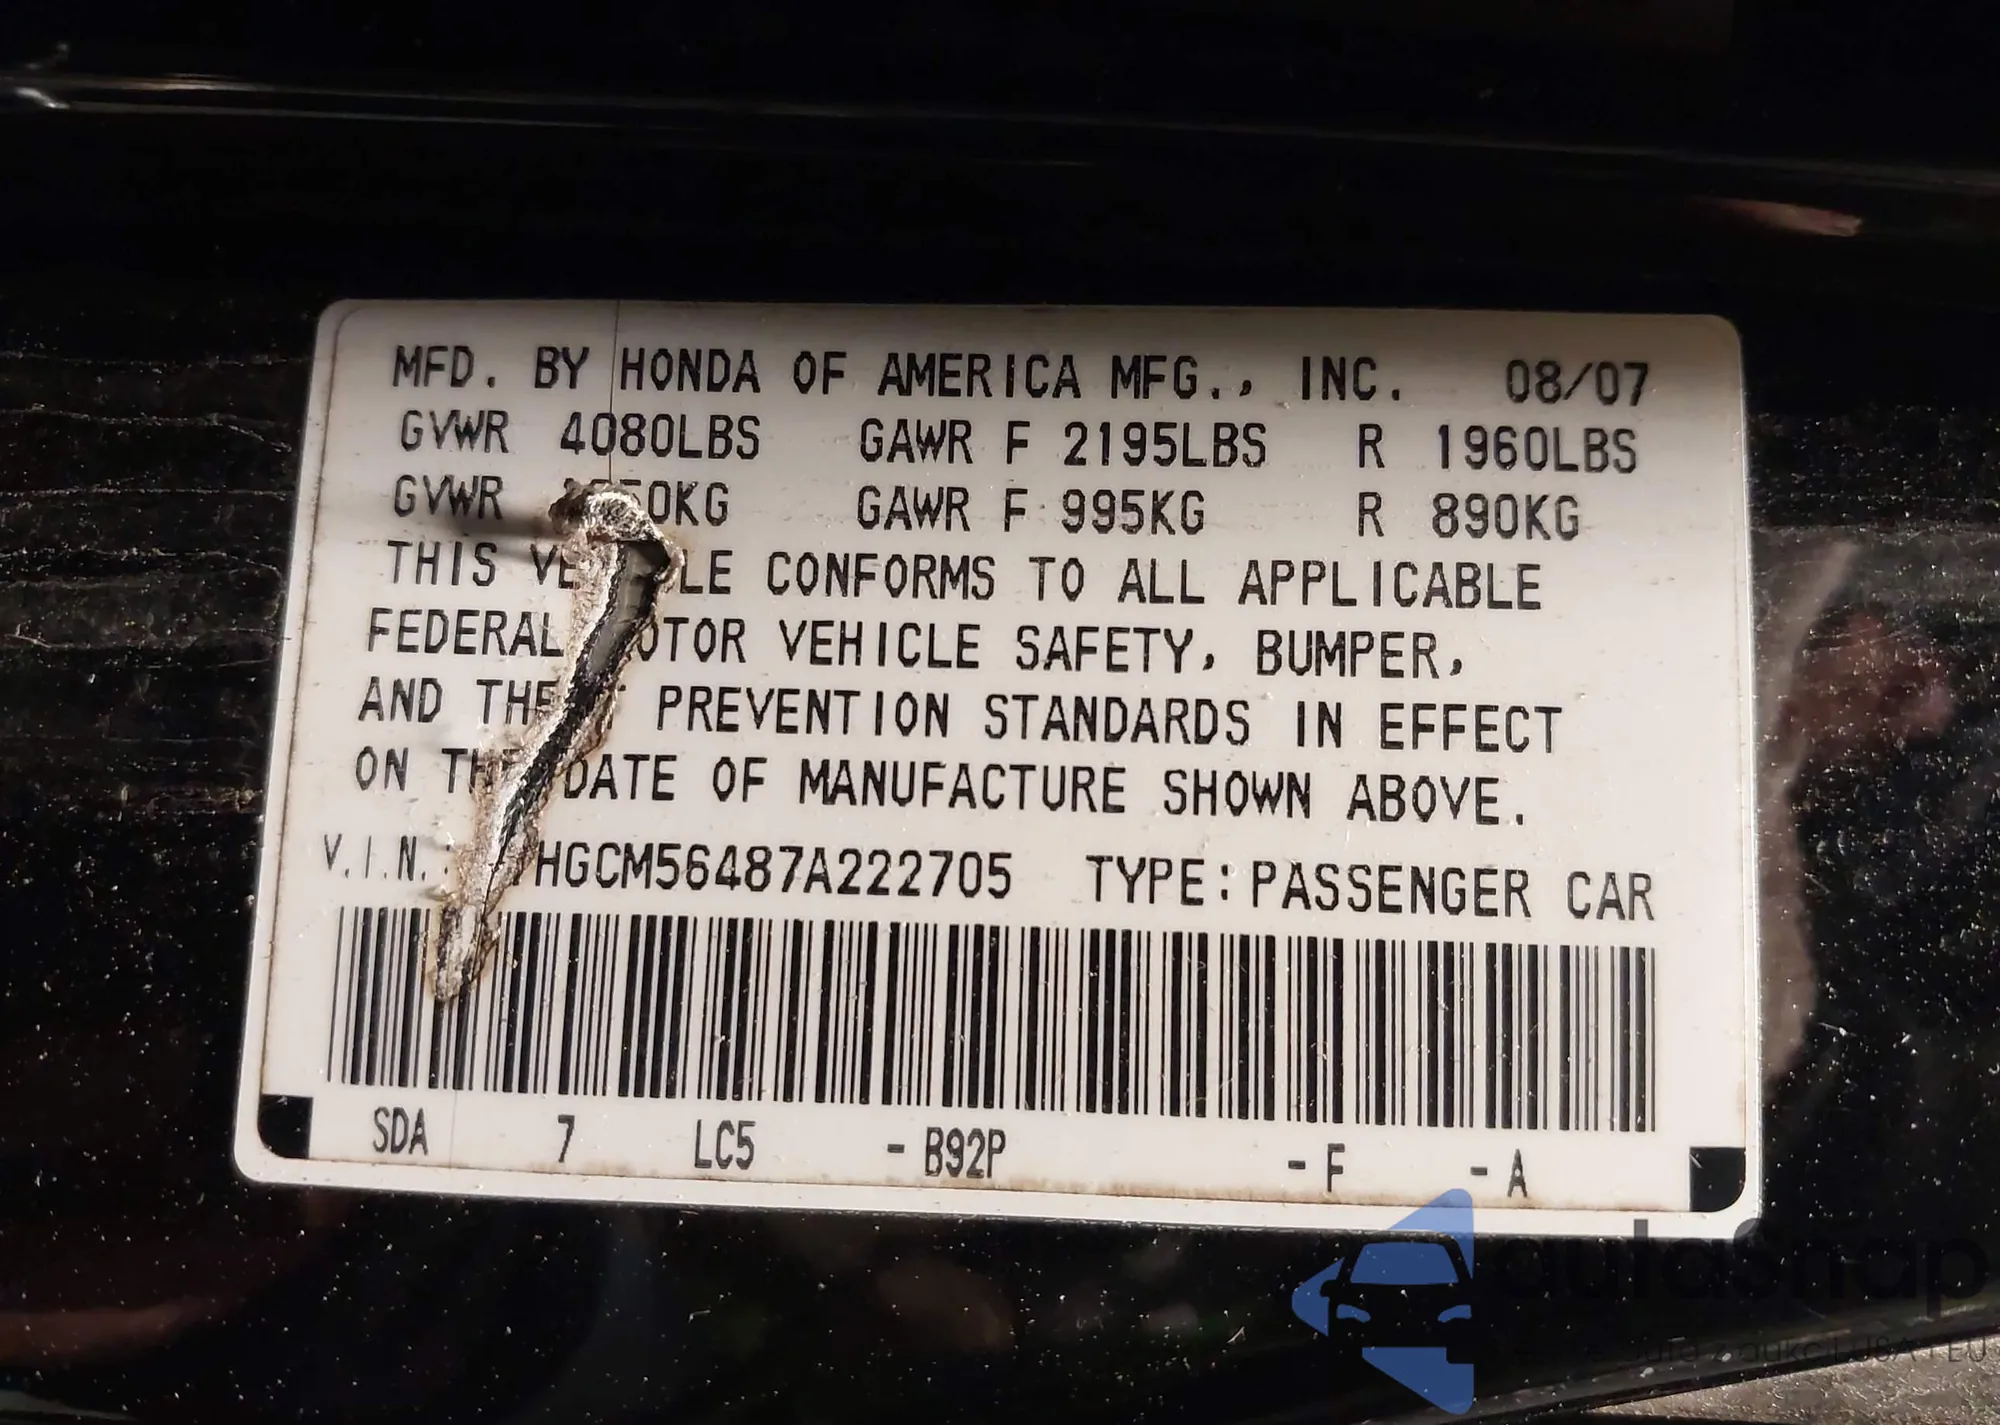 MFD. BY HONDA OF AMERICA MFG., INC. 08/07
GVWR 4080LBS GAWR F 2195LBS R 1960LBS
GVWR GAWR F 995KG R 890KG
THIS CONFORMS TO ALL APPLICABLE
FEDERAL VEHICLE SAFETY, BUMPER,
AND PREVENTION STANDARDS IN EFFECT
ON DATE OF MANUFACTURE SHOWN ABOVE.
V.I.N.: HGCM56487A222705 TYPE: PASSENGER CAR
SDA 7 LC5 - B92P - F - A
autasnap